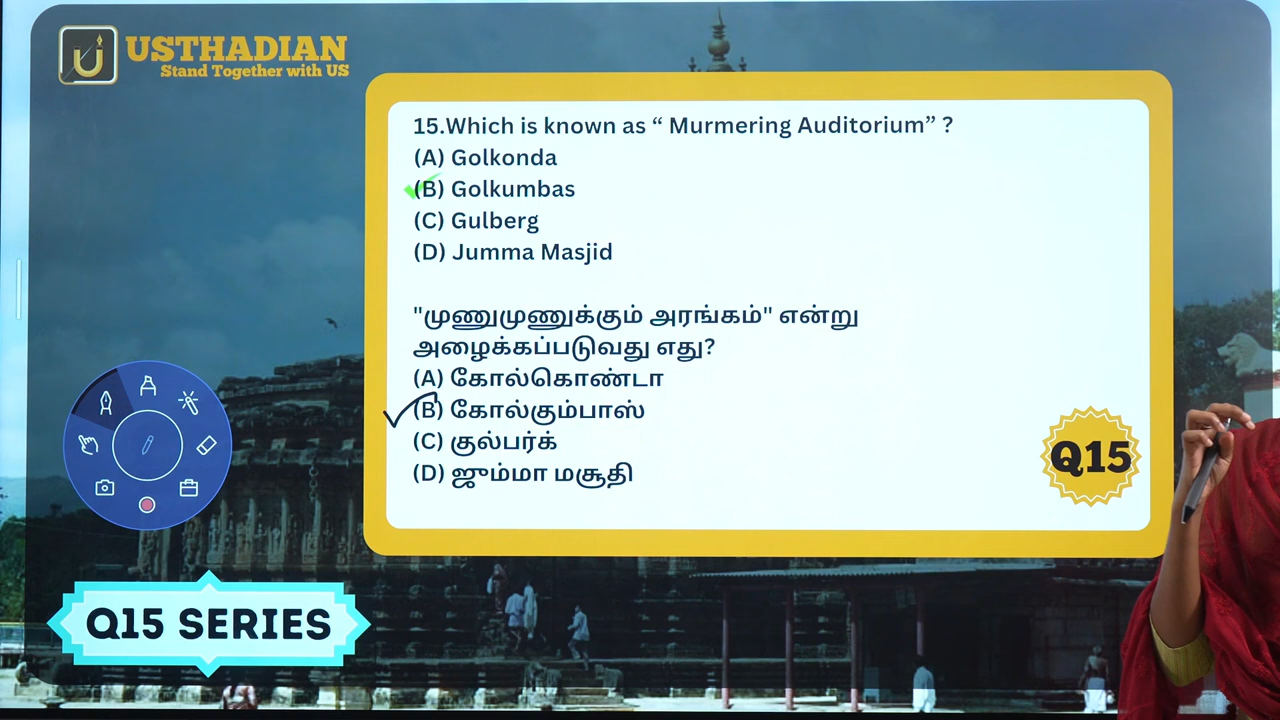 USTHADIAN
Stand Together with US
15.Which is known as “ Murmering Auditorium” ?
(A) Golkonda
(B) Golkumbas
(C) Gulberg
(D) Jumma Masjid
"முணுமுணுக்கும் அரங்கம்" என்று
அழைக்கப்படுவது எது?
(A) கோல்கொண்டா
(B) கோல்கும்பாஸ்
(C) குல்பர்க்
(D) ஜும்மா மசூதி
Q15
Q15 SERIES